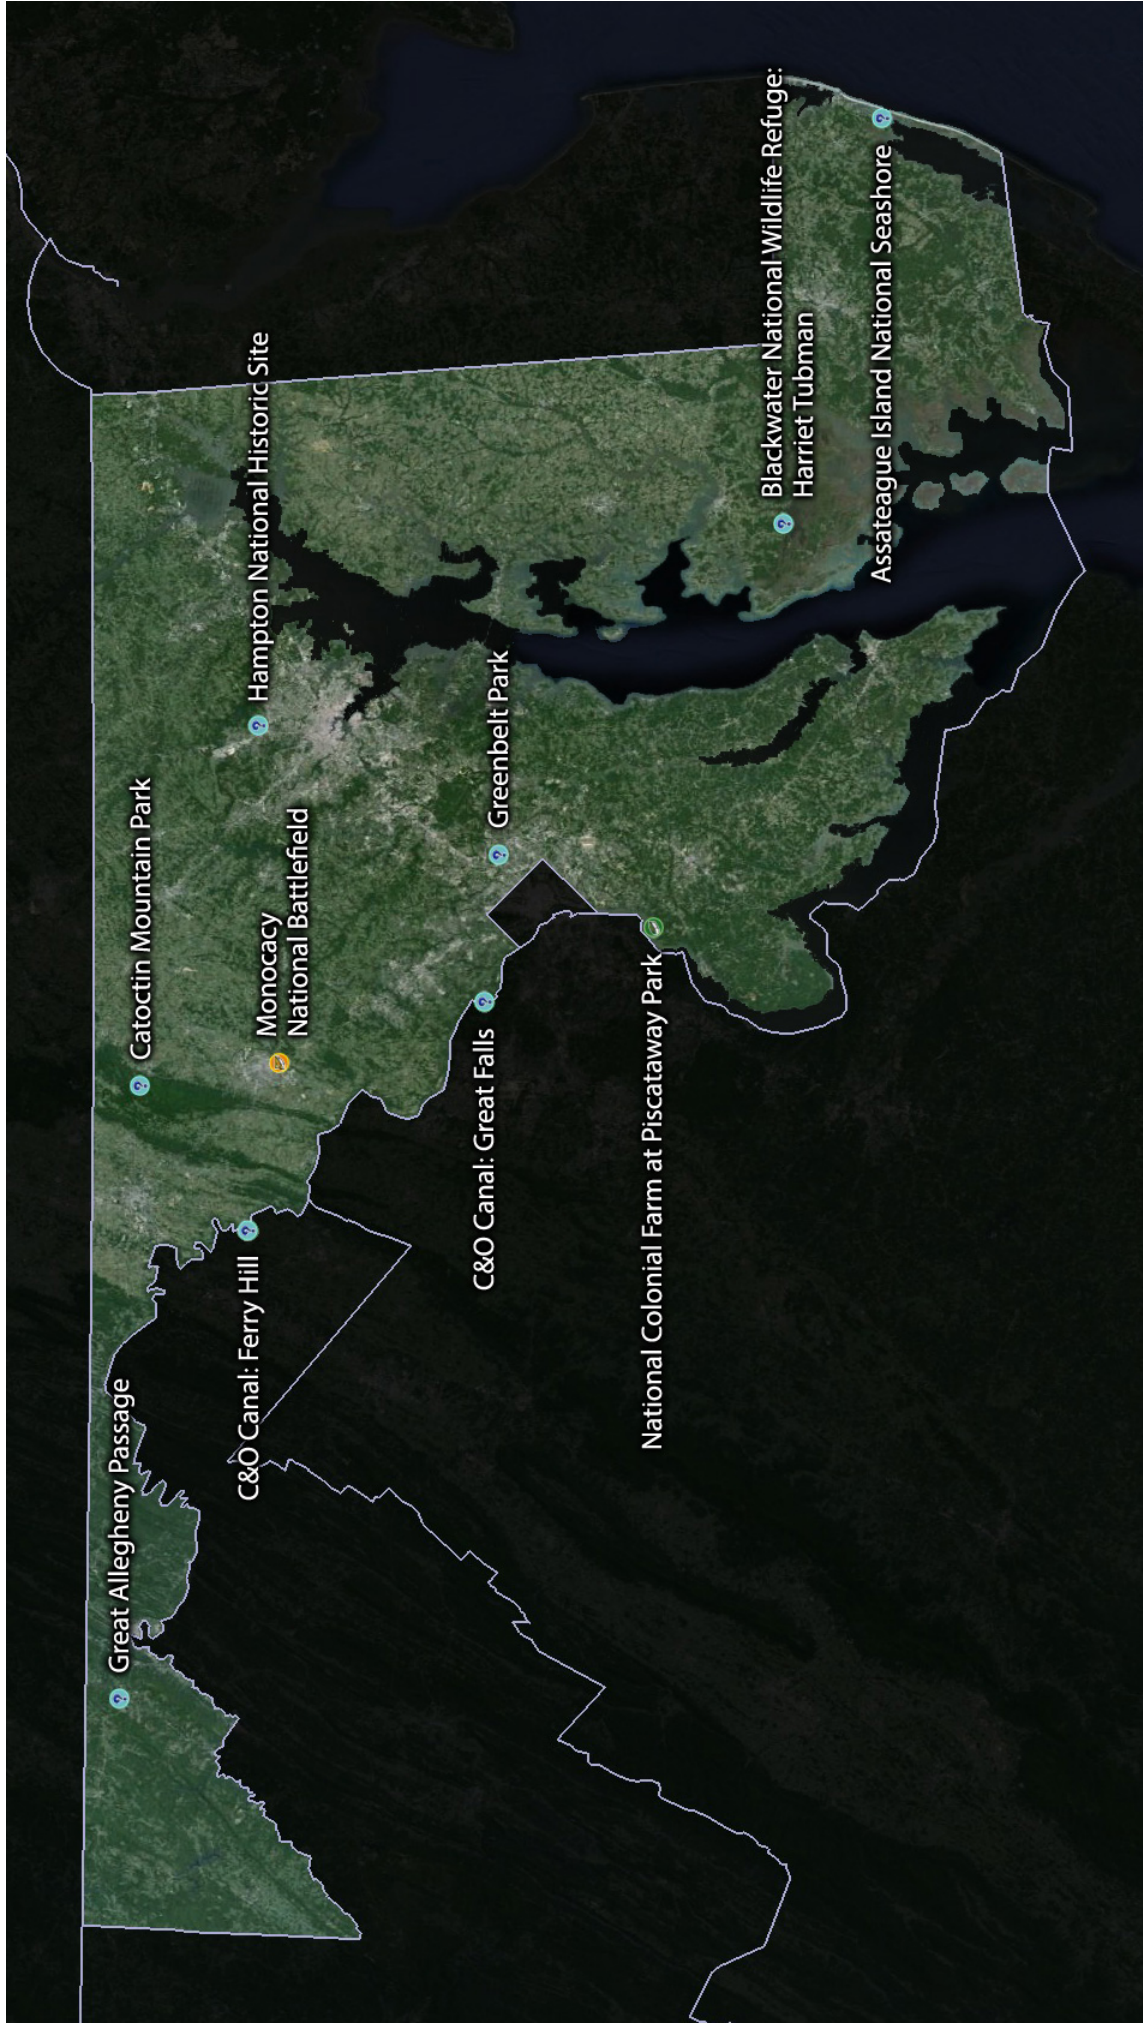 Great Allegheny Passage
Catoctin Mountain Park
C&O Canal: Ferry Hill
Monocacy
National Battlefield
Hampton National Historic Site
C&O Canal: Great Falls
Greenbelt Park
National Colonial Farm at Piscataway Park
Blackwater National Wildlife Refuge:
Harriet Tubman
Assateague Island National Seashore